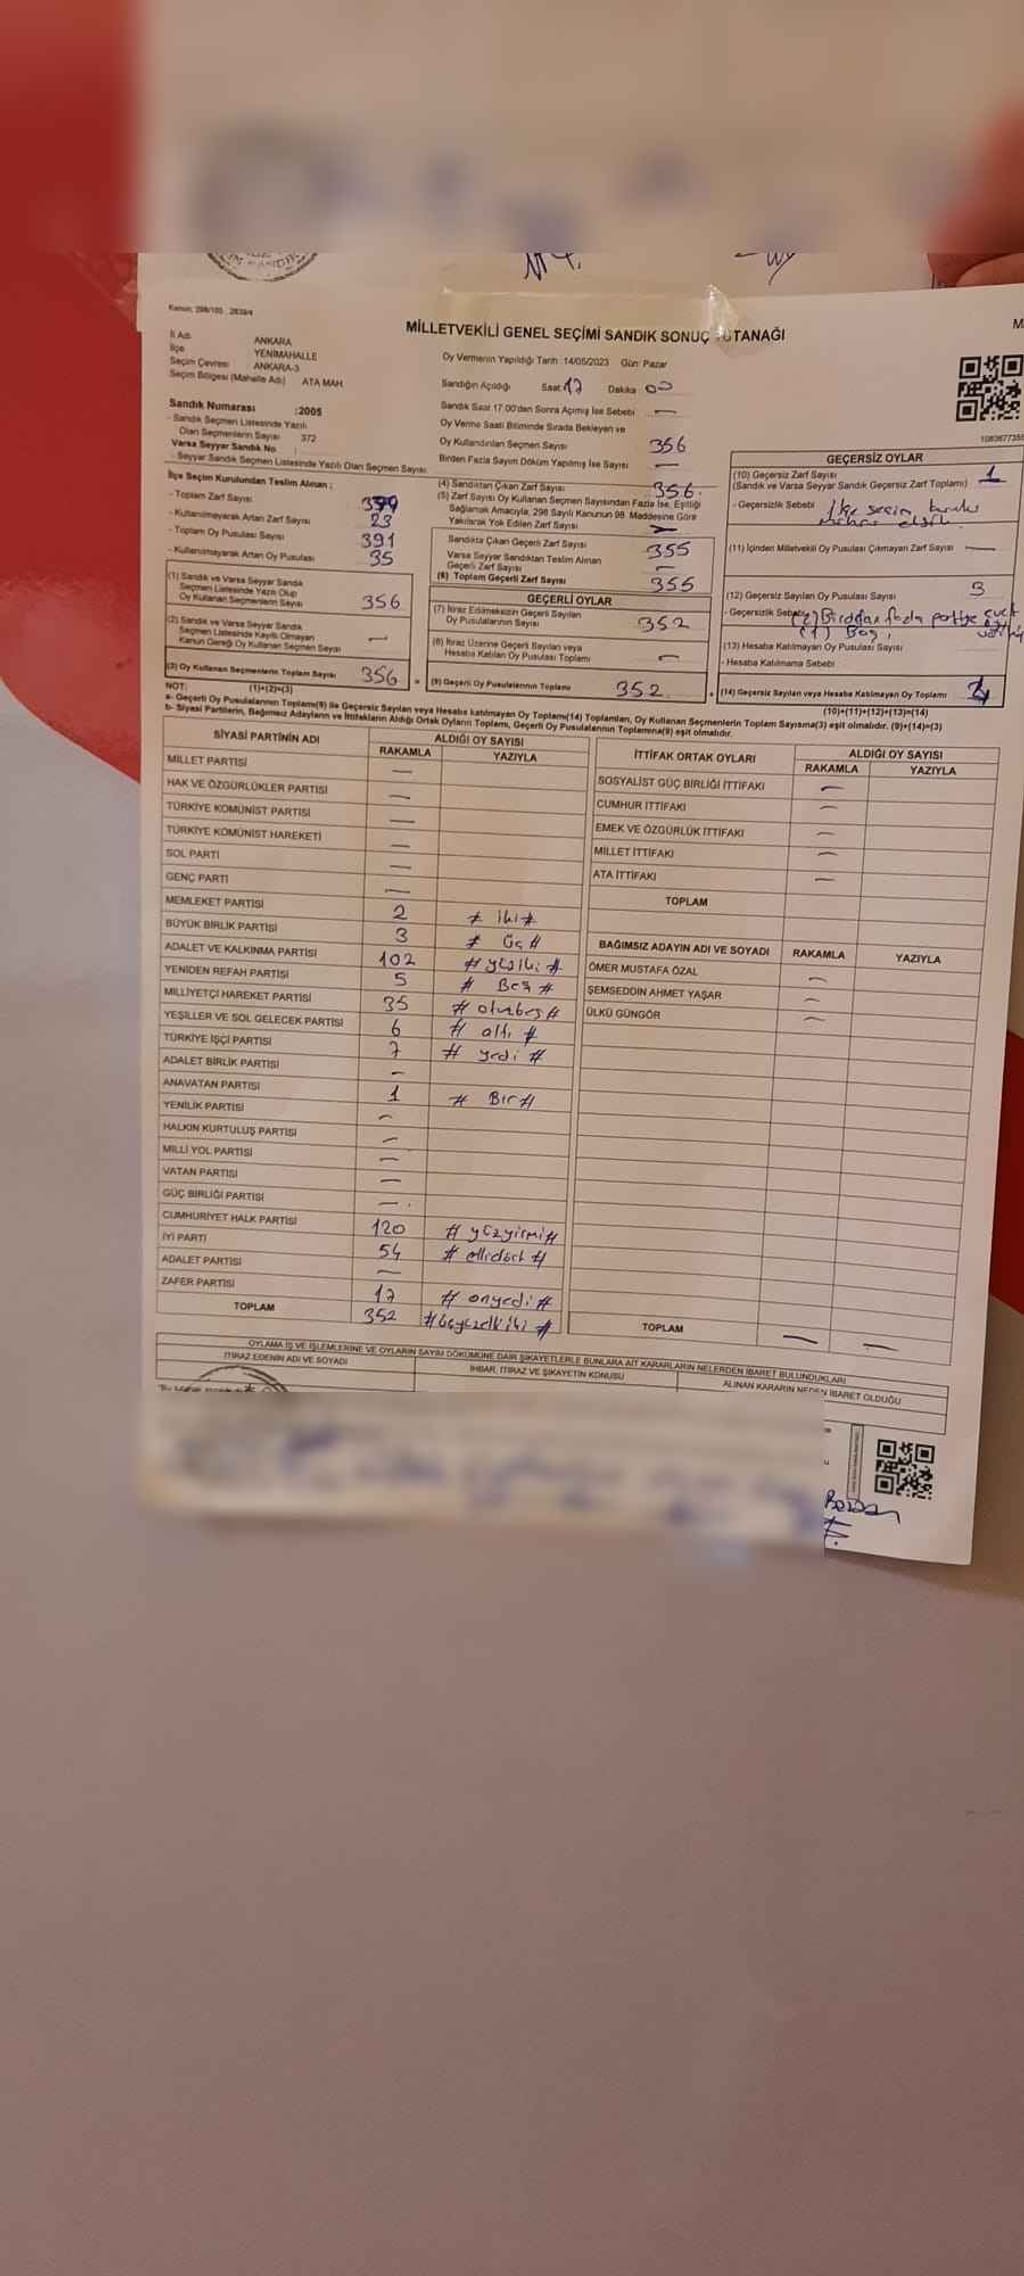 Kanun: 298/105 , 2839/4
MİLLETVEKİLİ GENEL SEÇİMİ SANDIK SONUÇ TUTANAĞI
İl Adı ANKARA
İlçe YENİMAHALLE
Seçim Çevresi ANKARA-3
Seçim Bölgesi (Mahalle Adı) ATA MAH.
Sandık Numarası :2005
- Sandık Seçmen Listesinde Yazılı
Olan Seçmenlerin Sayısı 372
Varsa Seyyar Sandık No
- Seyyar Sandık Seçmen Listesinde Yazılı Olan Seçmen Sayısı
Oy Vermenin Yapıldığı Tarih :14/05/2023 Gün: Pazar
Sandığın Açıldığı Saat 17 Dakika 00
Sandık Saat 17:00'den Sonra Açımış İse Sebebi —
Oy Verme Saati Bitiminde Sırada Bekleyen ve
Oy Kullandırılan Seçmen Sayısı 356
Birden Fazla Sayım Döküm Yapılmış İse Sayısı —
İlçe Seçim Kurulundan Teslim Alınan :
- Toplam Zarf Sayısı
- Kullanılmayarak Artan Zarf Sayısı 23
- Toplam Oy Pusulası Sayısı 391
- Kullanılmayarak Artan Oy Pusulası 35
(1) Sandık ve Varsa Seyyar Sandık
Seçmen Listesinde Yazılı Olup
Oy Kullanan Seçmenlerin Sayısı 356
(2) Sandık ve Varsa Seyyar Sandık
Seçmen Listesinde Kayıtlı Olmayan
Kanun Gereği Oy Kullanan Seçmen Sayısı —
(3) Oy Kullanan Seçmenlerin Toplam Sayısı 356
(1)+(2)=(3)
(4) Sandıktan Çıkan Zarf Sayısı 356.
(5) Zarf Sayısı Oy Kullanan Seçmen Sayısından Fazla İse, Eşitliği
Sağlamak Amacıyla, 298 Sayılı Kanunun 98. Maddesine Göre
Yakılarak Yok Edilen Zarf Sayısı —
Sandıkta Çıkan Geçerli Zarf Sayısı 355
Varsa Seyyar Sandıktan Teslim Alınan
Geçerli Zarf Sayısı —
(6) Toplam Geçerli Zarf Sayısı 355
GEÇERLİ OYLAR
(7) İtiraz Edilmeksizin Geçerli Sayılan
Oy Pusulalarının Sayısı 352
(8) İtiraz Üzerine Geçerli Sayılan veya
Hesaba Katılan Oy Pusulası Toplamı —
(9) Geçerli Oy Pusulalarının Toplamı 352
GEÇERSİZ OYLAR
(10) Geçersiz Zarf Sayısı 1
(Sandık ve Varsa Seyyar Sandık Geçersiz Zarf Toplamı)
- Geçersizlik Sebebi ilçe seçim kurulu
(11) İçinden Milletvekili Oy Pusulası Çıkmayan Zarf Sayısı —
(12) Geçersiz Sayılan Oy Pusulası Sayısı 3
- Geçersizlik Sebebi (2) Birden fazla partiye
(1) Boş
(13) Hesaba Katılmayan Oy Pusulası Sayısı
- Hesaba Katılmama Sebebi
(14) Geçersiz Sayılan veya Hesaba Katılmayan Oy Toplamı 4
(10)+(11)+(12)+(13)=(14)
NOT:
a- Geçerli Oy Pusulalarının Toplamı(9) ile Geçersiz Sayılan veya Hesaba katılmayan Oy Toplamı(14) Toplamları, Oy Kullanan Seçmenlerin Toplam Sayısına(3) eşit olmalıdır. (9)+(14)=(3)
b- Siyasi Partilerin, Bağımsız Adayların ve İttifakların Aldığı Ortak Oyların Toplamı, Geçerli Oy Pusulalarının Toplamına(9) eşit olmalıdır.
SİYASİ PARTİNİN ADI ALDIĞI OY SAYISI
RAKAMLA YAZIYLA
MİLLET PARTİSİ —
HAK VE ÖZGÜRLÜKLER PARTİSİ —
TÜRKİYE KOMÜNİST PARTİSİ —
TÜRKİYE KOMÜNİST HAREKETİ —
SOL PARTİ —
GENÇ PARTİ —
MEMLEKET PARTİSİ 2 # iki #
BÜYÜK BİRLİK PARTİSİ 3 # üç #
ADALET VE KALKINMA PARTİSİ 102 # yüziki #
YENİDEN REFAH PARTİSİ 5 # Beş #
MİLLİYETÇİ HAREKET PARTİSİ 35 # otuzbeş #
YEŞİLLER VE SOL GELECEK PARTİSİ 6 # altı #
TÜRKİYE İŞÇİ PARTİSİ 7 # yedi #
ADALET BİRLİK PARTİSİ —
ANAVATAN PARTİSİ 1 # Bir #
YENİLİK PARTİSİ —
HALKIN KURTULUŞ PARTİSİ —
MİLLİ YOL PARTİSİ —
VATAN PARTİSİ —
GÜÇ BİRLİĞİ PARTİSİ —
CUMHURİYET HALK PARTİSİ 120 # yüzyirmi #
İYİ PARTİ 54 # ellidört #
ADALET PARTİSİ —
ZAFER PARTİSİ 17 # onyedi #
TOPLAM 352 # üçyüzelliiki #
İTTİFAK ORTAK OYLARI ALDIĞI OY SAYISI
RAKAMLA YAZIYLA
SOSYALİST GÜÇ BİRLİĞİ İTTİFAKI —
CUMHUR İTTİFAKI —
EMEK VE ÖZGÜRLÜK İTTİFAKI —
MİLLET İTTİFAKI —
ATA İTTİFAKI —
TOPLAM
BAĞIMSIZ ADAYIN ADI VE SOYADI RAKAMLA YAZIYLA
ÖMER MUSTAFA ÖZAL —
ŞEMSEDDİN AHMET YAŞAR —
ÜLKÜ GÜNGÖR —
TOPLAM — —
OYLAMA İŞ VE İŞLEMLERİNE VE OYLARIN SAYIM DÖKÜMÜNE DAİR ŞİKAYETLERLE BUNLARA AİT KARARLARIN NELERDEN İBARET BULUNDUKLARI
İTİRAZ EDENİN ADI VE SOYADI İHBAR, İTİRAZ VE ŞİKAYETİN KONUSU ALINAN KARARIN NEDEN İBARET OLDUĞU